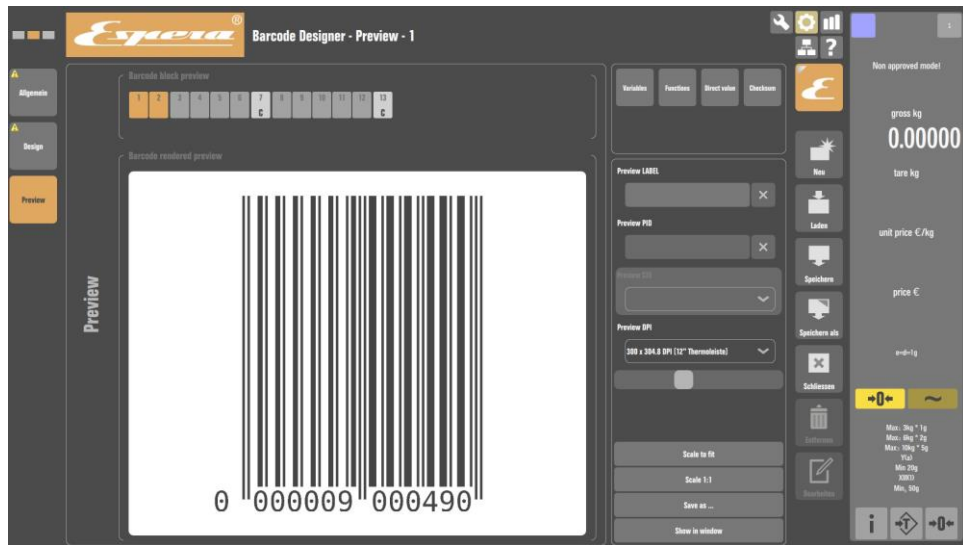 Espera®
Barcode Designer - Preview - 1
?
1
Allgemein
Design
Preview
Barcode block preview
1 2 3 4 5 6 7 8 9 10 11 12 13
C C
Barcode rendered preview
Preview
0 000009 000490
Variables Functions Direct value Checksum
Preview LABEL
Preview PID
Preview DPI
300 x 304.8 DPI [12" Thermoleiste]
Scale to fit
Scale 1:1
Save as ...
Show in window
E
Neu
Laden
Speichern
Speichern als
Schliessen
Entfernen
Bearbeiten
Non approved model
gross kg
0.00000
tare kg
unit price €/kg
price €
e=d=1g
→0← ~
Max: 3kg * 1g
Max: 6kg * 2g
Max: 10kg * 5g
Min 20g
Min, 50g
i →T← →0←